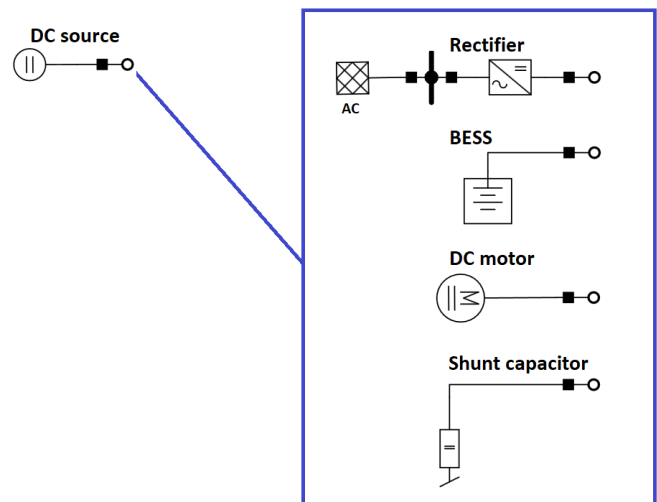 DC source
Rectifier
AC
BESS
DC motor
Shunt capacitor